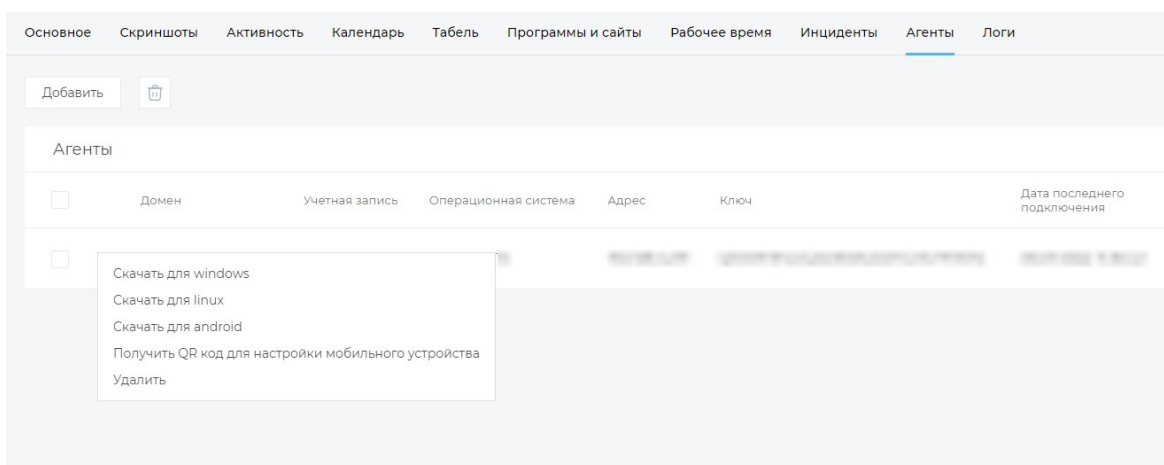 Основное Скриншоты Активность Календарь Табель Программы и сайты Рабочее время Инциденты Агенты Логи
Добавить
Агенты
Домен Учетная запись Операционная система Адрес Ключ Дата последнего
подключения
Скачать для windows
Скачать для linux
Скачать для android
Получить QR код для настройки мобильного устройства
Удалить